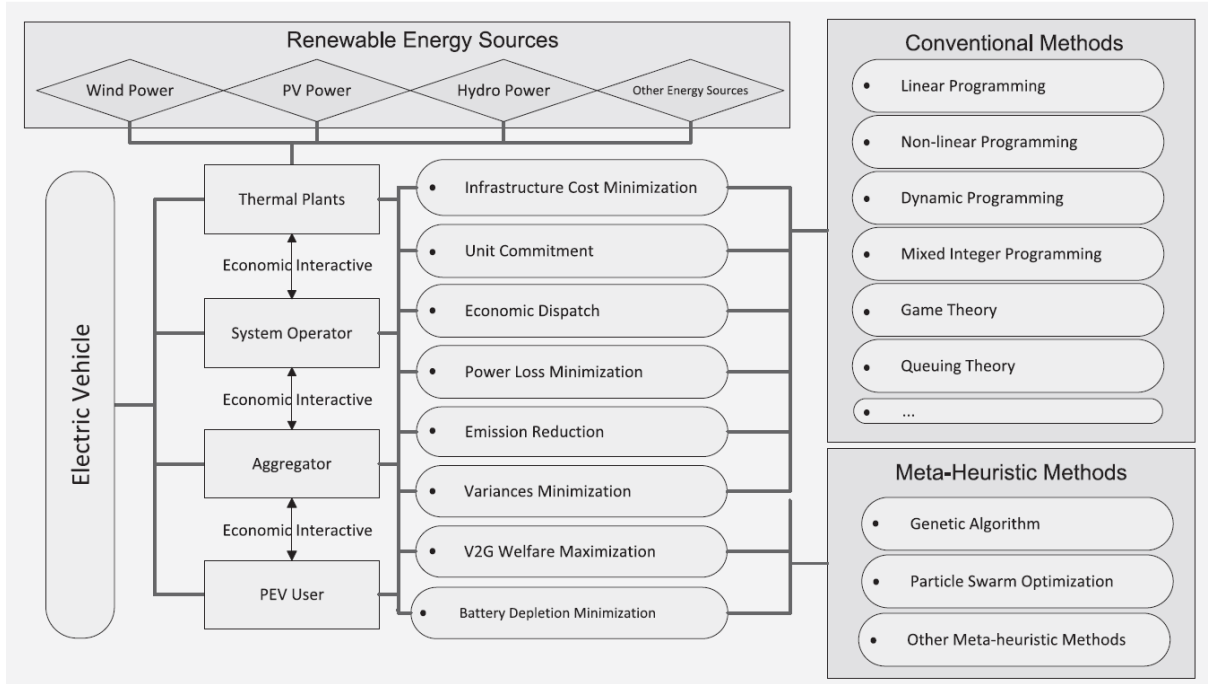 Renewable Energy Sources
Wind Power
PV Power
Hydro Power
Other Energy Sources
Electric Vehicle
Thermal Plants
Economic Interactive
System Operator
Economic Interactive
Aggregator
Economic Interactive
PEV User
• Infrastructure Cost Minimization
• Unit Commitment
• Economic Dispatch
• Power Loss Minimization
• Emission Reduction
• Variances Minimization
• V2G Welfare Maximization
• Battery Depletion Minimization
Conventional Methods
• Linear Programming
• Non-linear Programming
• Dynamic Programming
• Mixed Integer Programming
• Game Theory
• Queuing Theory
• ...
Meta-Heuristic Methods
• Genetic Algorithm
• Particle Swarm Optimization
• Other Meta-heuristic Methods